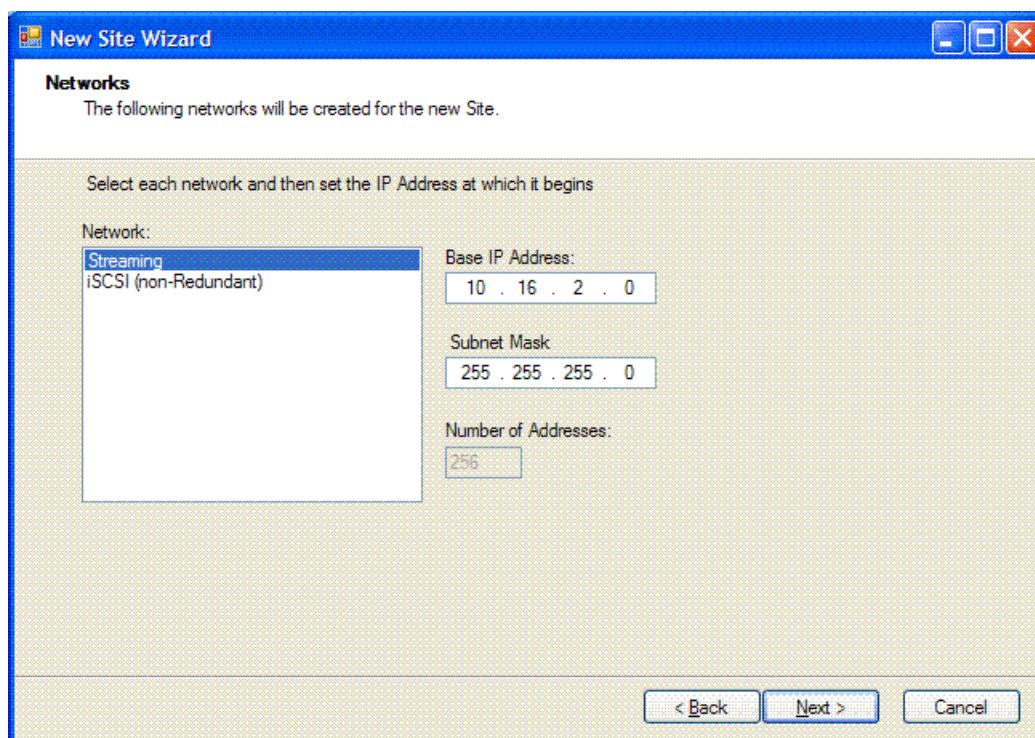 New Site Wizard
Networks
The following networks will be created for the new Site.
Select each network and then set the IP Address at which it begins
Network:
Streaming
iSCSI (non-Redundant)
Base IP Address:
10 . 16 . 2 . 0
Subnet Mask
255 . 255 . 255 . 0
Number of Addresses:
256
< Back
Next >
Cancel